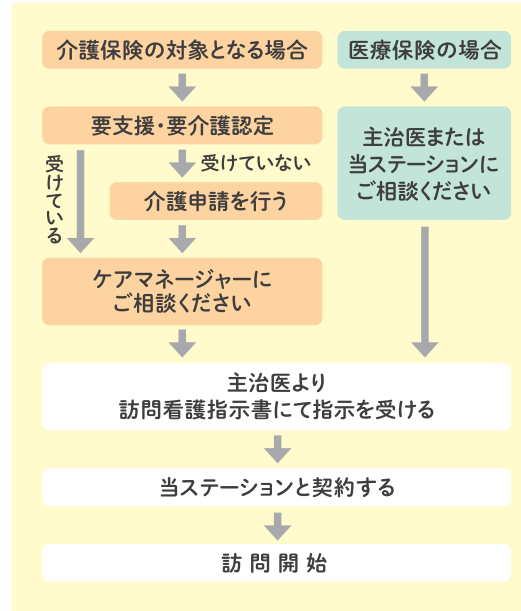 介護保険の対象となる場合
要支援・要介護認定
受けている
受けていない
介護申請を行う
ケアマネージャーに
ご相談ください
医療保険の場合
主治医または
当ステーションに
ご相談ください
主治医より
訪問看護指示書にて指示を受ける
当ステーションと契約する
訪問開始